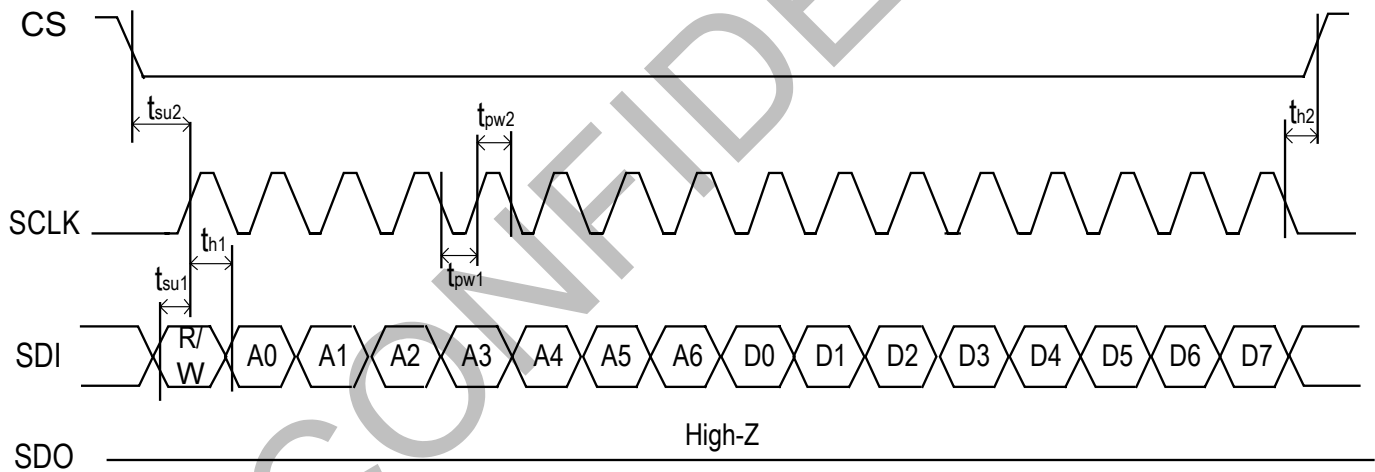 CS
tsu2
tpw2
th2
SCLK
th1
tpw1
tsu1
SDI
R/
W
A0
A1
A2
A3
A4
A5
A6
D0
D1
D2
D3
D4
D5
D6
D7
High-Z
SDO
CONFIDE